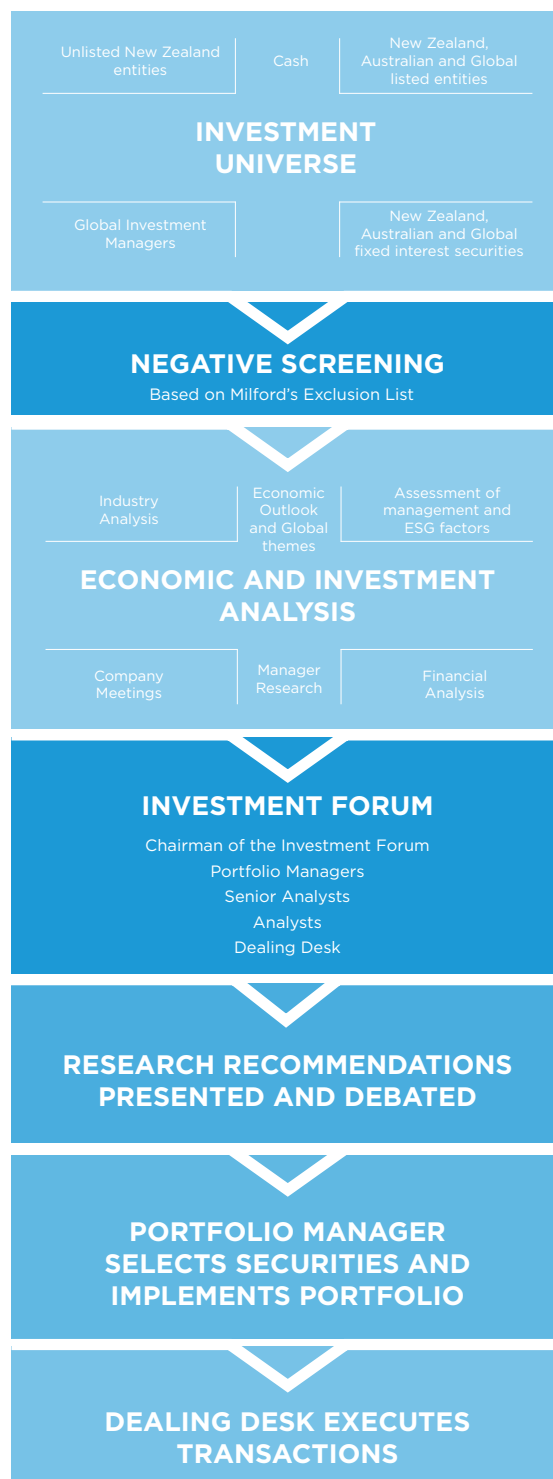 Unlisted New Zealand
entities
Cash
New Zealand,
Australian and Global
listed entities
INVESTMENT
UNIVERSE
Global Investment
Managers
New Zealand,
Australian and Global
fixed interest securities
NEGATIVE SCREENING
Based on Milford's Exclusion List
Industry
Analysis
Economic
Outlook
and Global
themes
Assessment of
management and
ESG factors
ECONOMIC AND INVESTMENT
ANALYSIS
Company
Meetings
Manager
Research
Financial
Analysis
INVESTMENT FORUM
Chairman of the Investment Forum
Portfolio Managers
Senior Analysts
Analysts
Dealing Desk
RESEARCH RECOMMENDATIONS
PRESENTED AND DEBATED
PORTFOLIO MANAGER
SELECTS SECURITIES AND
IMPLEMENTS PORTFOLIO
DEALING DESK EXECUTES
TRANSACTIONS